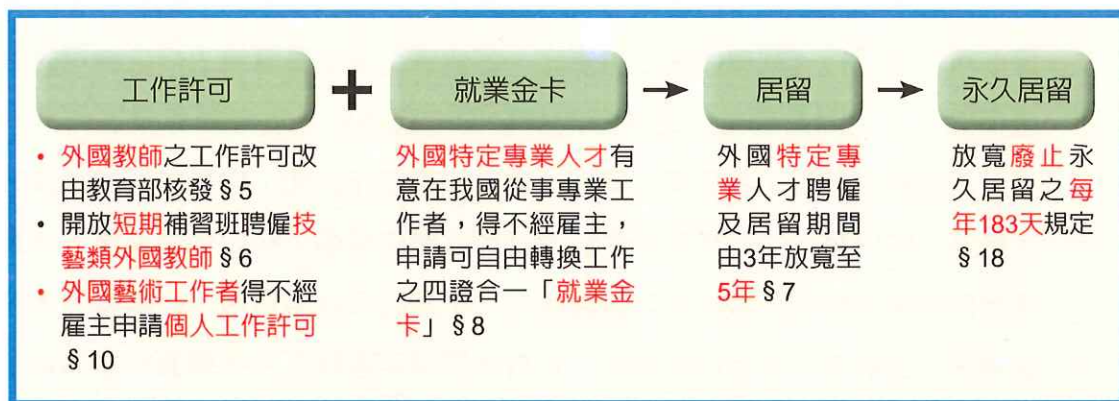 工作許可
+
就業金卡
→
居留
→
永久居留
• 外國教師之工作許可改
由教育部核發§5
• 開放短期補習班聘僱技
藝類外國教師§6
• 外國藝術工作者得不經
雇主申請個人工作許可
§10
外國特定專業人才有
意在我國從事專業工
作者,得不經雇主,
申請可自由轉換工作
之四證合一「就業金
卡」§8
外國特定專
業人才聘僱
及居留期間
由3年放寬至
5年§7
放寬廢止永
久居留之每
年183天規定
§18